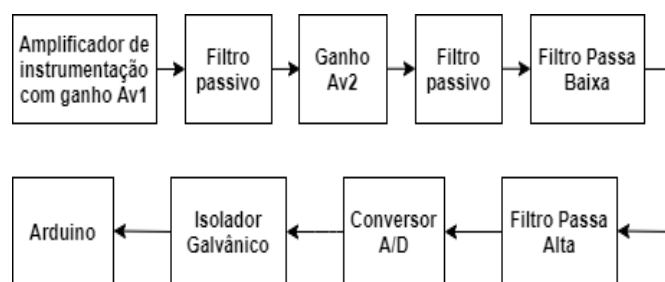 Amplificador de
instrumentação
com ganho Av1
Filtro
passivo
Ganho
Av2
Filtro
passivo
Filtro Passa
Baixa
Arduino
Isolador
Galvânico
Conversor
A/D
Filtro Passa
Alta